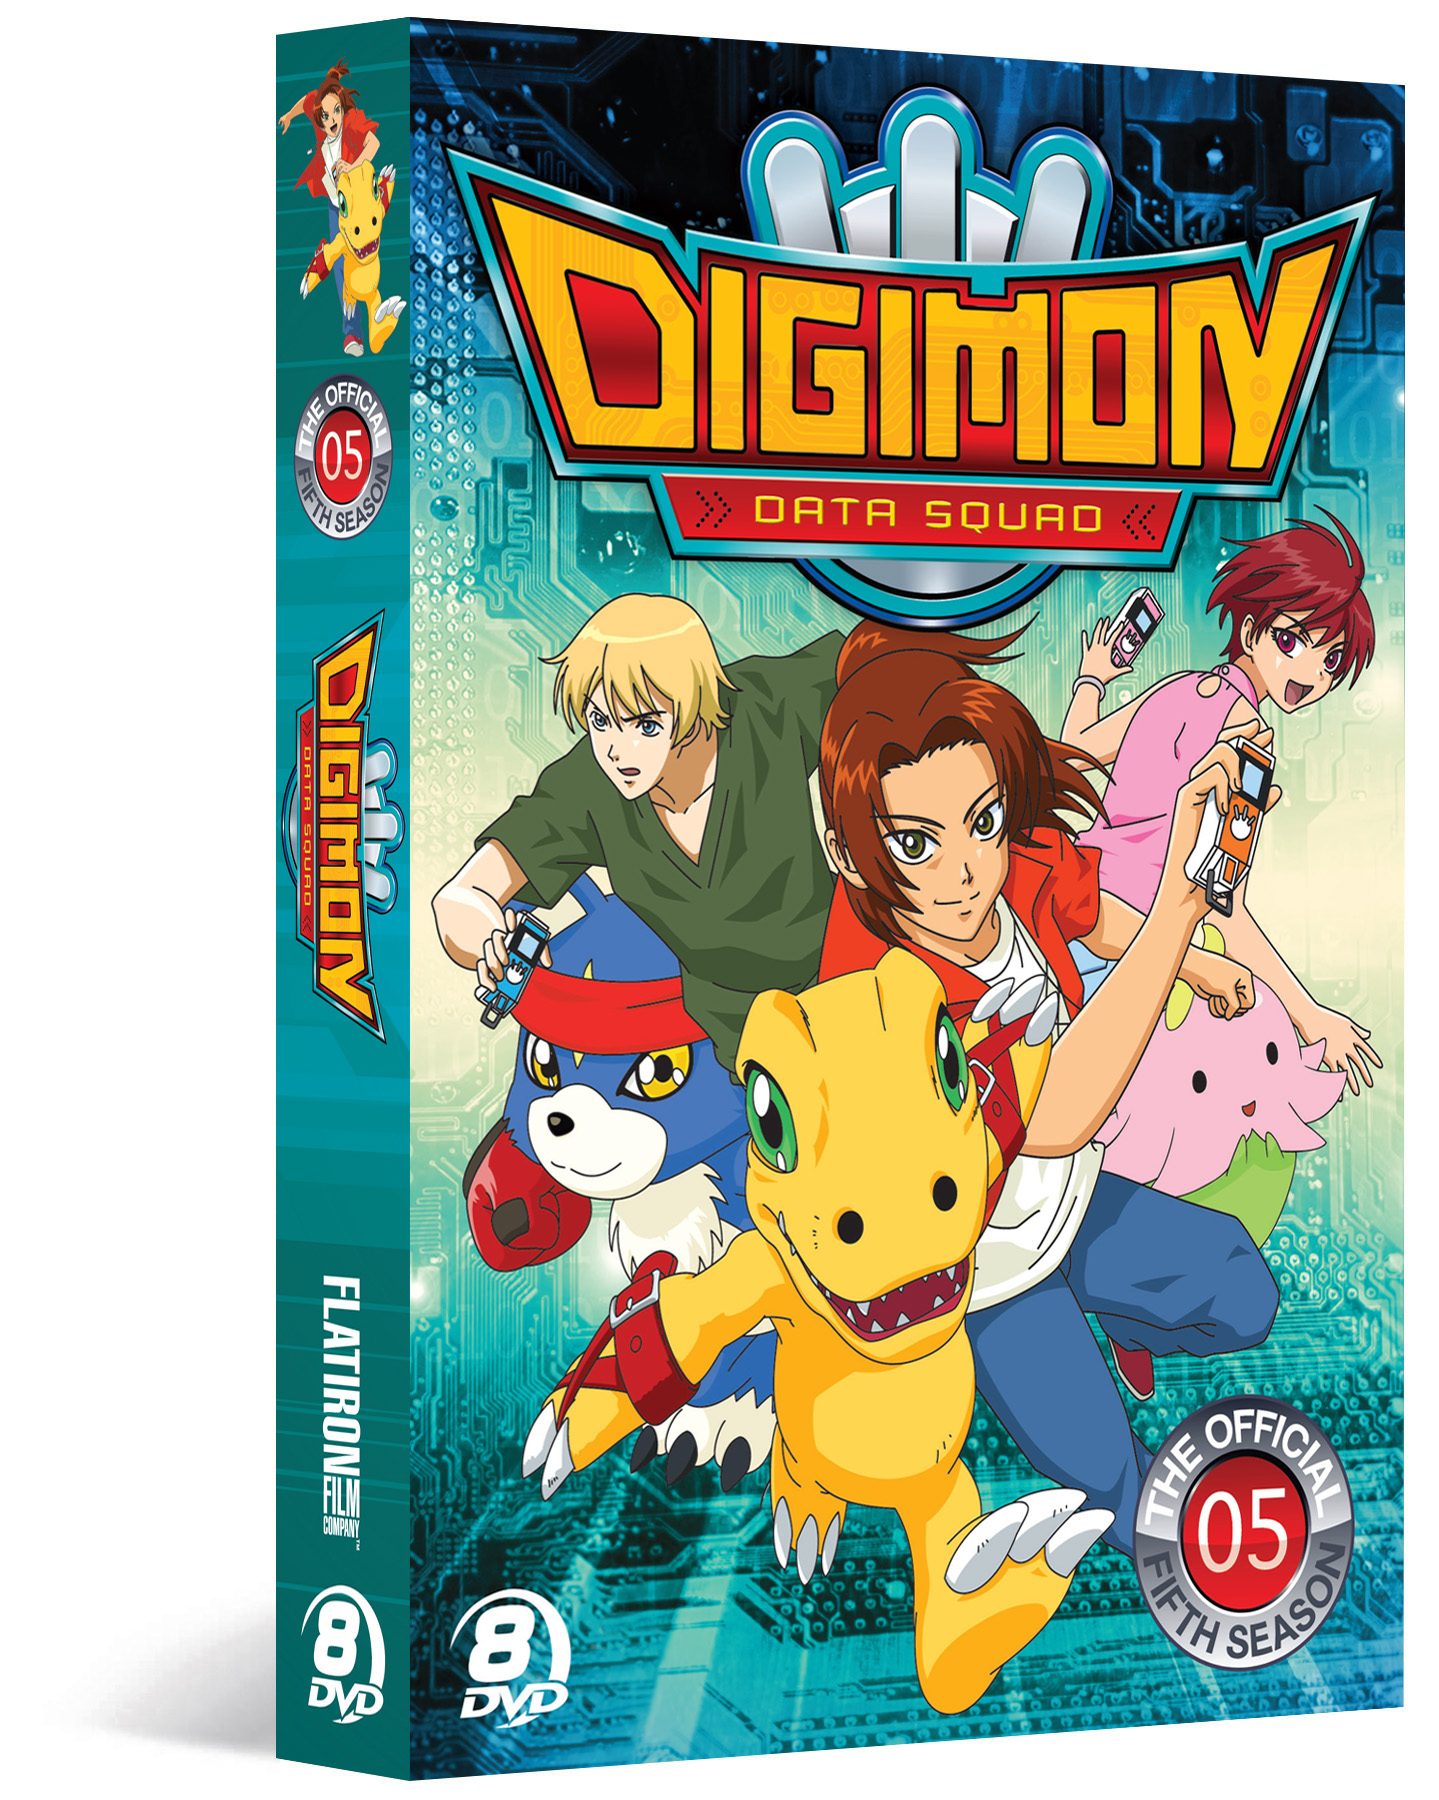 THE OFFICIAL
05
FIFTH SEASON
DIGIMON
DATA SQUAD
FLATIRON
FILM
COMPANY™
8
DVD
DIGIMON
DATA SQUAD
8
DVD
THE OFFICIAL
05
FIFTH SEASON